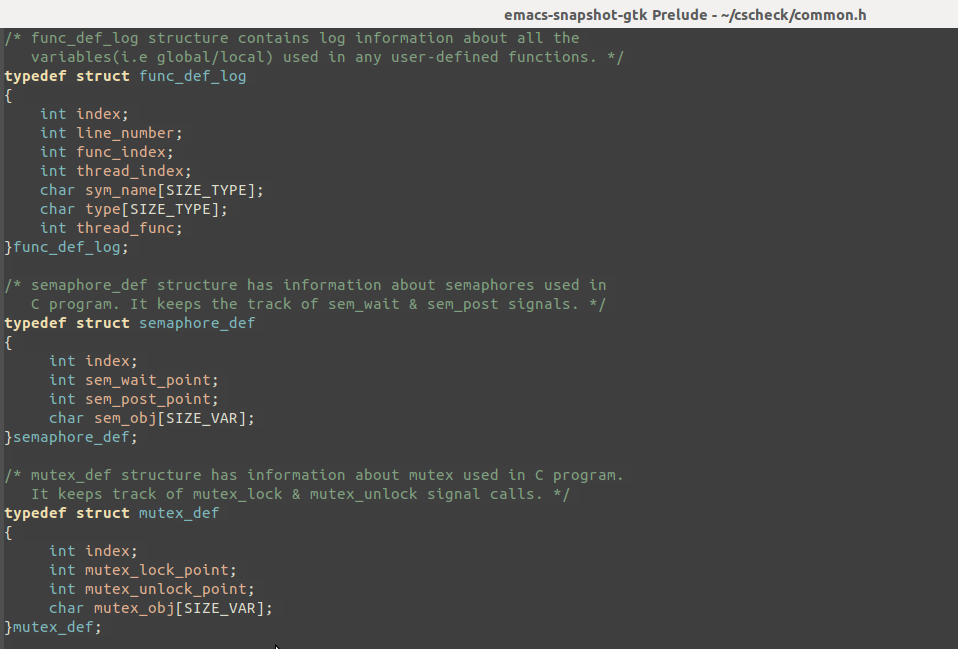 emacs-snapshot-gtk Prelude - ~/cscheck/common.h
/* func_def_log structure contains log information about all the
   variables(i.e global/local) used in any user-defined functions. */
typedef struct func_def_log
{
    int index;
    int line_number;
    int func_index;
    int thread_index;
    char sym_name[SIZE_TYPE];
    char type[SIZE_TYPE];
    int thread_func;
}func_def_log;
/* semaphore_def structure has information about semaphores used in
   C program. It keeps the track of sem_wait & sem_post signals. */
typedef struct semaphore_def
{
     int index;
     int sem_wait_point;
     int sem_post_point;
     char sem_obj[SIZE_VAR];
}semaphore_def;
/* mutex_def structure has information about mutex used in C program.
   It keeps track of mutex_lock & mutex_unlock signal calls. */
typedef struct mutex_def
{
     int index;
     int mutex_lock_point;
     int mutex_unlock_point;
     char mutex_obj[SIZE_VAR];
}mutex_def;